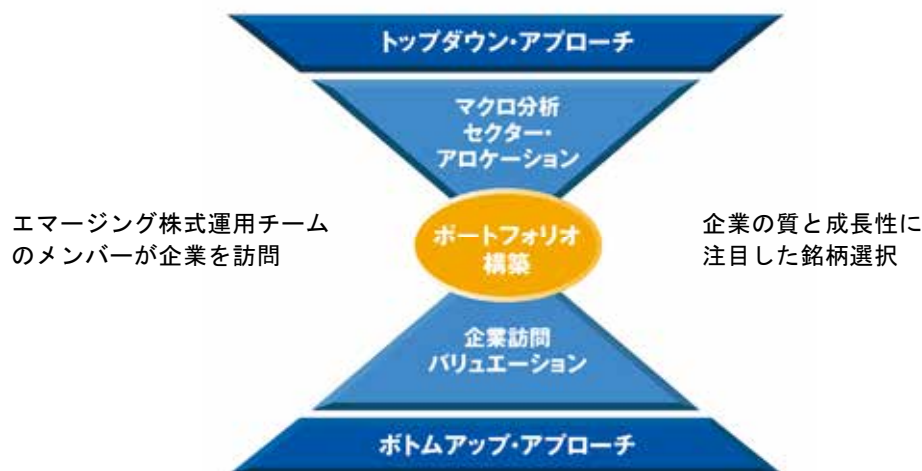 トップダウン・アプローチ
マクロ分析
セクター・
アロケーション
エマージング株式運用チーム
のメンバーが企業を訪問
ポートフォリオ
構築
企業の質と成長性に
注目した銘柄選択
企業訪問
バリュエーション
ボトムアップ・アプローチ